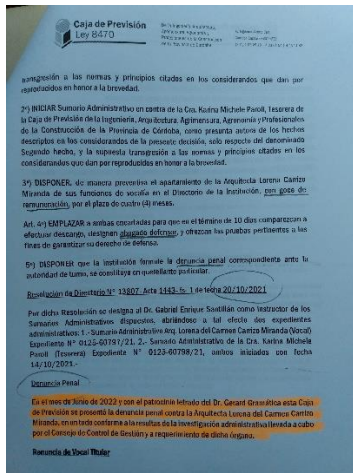 Caja de Previsión
Ley 8470
transgresión a las normas y principios citados en los considerandos que dan por
reproducidos en honor a la brevedad.
2º) INICIAR Sumario Administrativo en contra de la Cra. Karina Michele Paroli, Tesorera de
la Caja de Previsión de la Ingeniería, Arquitectura, Agrimensura, Agronomía y Profesionales
de la Construcción de la Provincia de Córdoba, como presenta autora de los hechos
descriptos en los considerandos de la presente decisión, solo respecto del denominado
Segundo hecho, y la supuesta transgresión a las normas y principios citados en los
considerandos que dan por reproducidos en honor a la brevedad.
3º) DISPONER, de manera preventiva el apartamiento de la Arquitecta Lorena Carrizo
Miranda de sus funciones de vocalía en el Directorio de la Institución, con goce de
remuneración, por el plazo de cuatro (4) meses.
Art. 4º) EMPLAZAR a ambas encartadas para que en el término de 10 días comparezcan a
efectuar descargo, designen abogado defensor, y ofrezcan las pruebas pertinentes a los
fines de garantizar su derecho de defensa.
5º) DISPONER que la institución formule la denuncia penal correspondiente ante la
autoridad de turno, se constituya en querellante particular.
Resolución de Directorio Nº 13807- Acta 1443- fs. 1 de fecha 20/10/2021
Por dicha Resolución se designa al Dr. Gabriel Enrique Santillán como instructor de los
Sumarios Administrativos dispuestos, abriéndose al efecto dos expedientes
administrativos: 1.- Sumario Administrativo Arq. Lorena del Carmen Carrizo Miranda (Vocal)
Expediente Nº 0123-60797/21. 2.- Sumario Administrativo de la Cra. Karina Michele
Paroli (Tesorera) Expediente Nº 0123-60798/21, ambos iniciados con fecha
14/10/2021.-
Denuncia Penal
En el mes de Junio de 2022 y con el patrocinio letrado del Dr. Gerard Gramática esta Caja
de Previsión se presentó la denuncia penal contra la Arquitecta Lorena del Carmen Carrizo
Miranda, en un todo conforme a la resulta de la investigación administrativa llevada a cabo
por el Consejo de Control de Gestión y a requerimiento de dicho órgano.
Renuncia de Vocal Titular